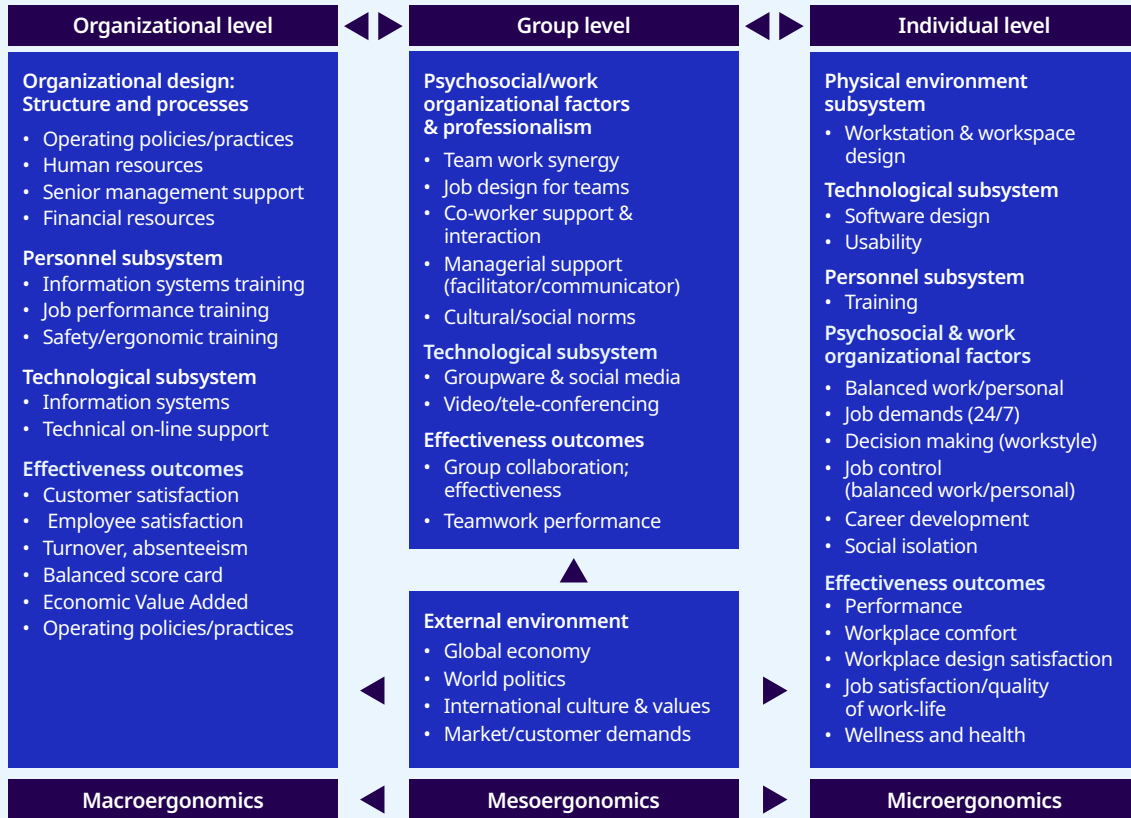 Organizational level
Organizational design:
Structure and processes
• Operating policies/practices
• Human resources
• Senior management support
• Financial resources
Personnel subsystem
• Information systems training
• Job performance training
• Safety/ergonomic training
Technological subsystem
• Information systems
• Technical on-line support
Effectiveness outcomes
• Customer satisfaction
• Employee satisfaction
• Turnover, absenteeism
• Balanced score card
• Economic Value Added
• Operating policies/practices
Macroergonomics
Group level
Psychosocial/work
organizational factors
& professionalism
• Team work synergy
• Job design for teams
• Co-worker support &
interaction
• Managerial support
(facilitator/communicator)
• Cultural/social norms
Technological subsystem
• Groupware & social media
• Video/tele-conferencing
Effectiveness outcomes
• Group collaboration;
effectiveness
• Teamwork performance
External environment
• Global economy
• World politics
• International culture & values
• Market/customer demands
Mesoergonomics
Individual level
Physical environment
subsystem
• Workstation & workspace
design
Technological subsystem
• Software design
• Usability
Personnel subsystem
• Training
Psychosocial & work
organizational factors
• Balanced work/personal
• Job demands (24/7)
• Decision making (workstyle)
• Job control
(balanced work/personal)
• Career development
• Social isolation
Effectiveness outcomes
• Performance
• Workplace comfort
• Workplace design satisfaction
• Job satisfaction/quality
of work-life
• Wellness and health
Microergonomics